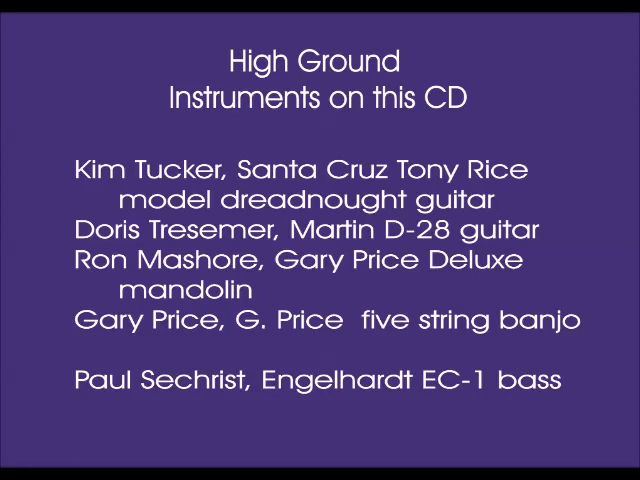 High Ground
Instruments on this CD
Kim Tucker, Santa Cruz Tony Rice
model dreadnought guitar
Doris Tresemer, Martin D-28 guitar
Ron Mashore, Gary Price Deluxe
mandolin
Gary Price, G. Price five string banjo
Paul Sechrist, Engelhardt EC-1 bass